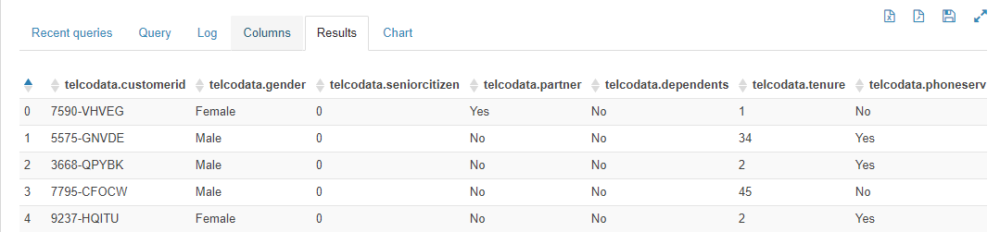 Recent queries Query Log Columns Results Chart
telcodata.customerid telcodata.gender telcodata.seniorcitizen telcodata.partner telcodata.dependents telcodata.tenure telcodata.phoneserv
0 7590-VHVEG Female 0 Yes No 1 No
1 5575-GNVDE Male 0 No No 34 Yes
2 3668-QPYBK Male 0 No No 2 Yes
3 7795-CFOCW Male 0 No No 45 No
4 9237-HQITU Female 0 No No 2 Yes